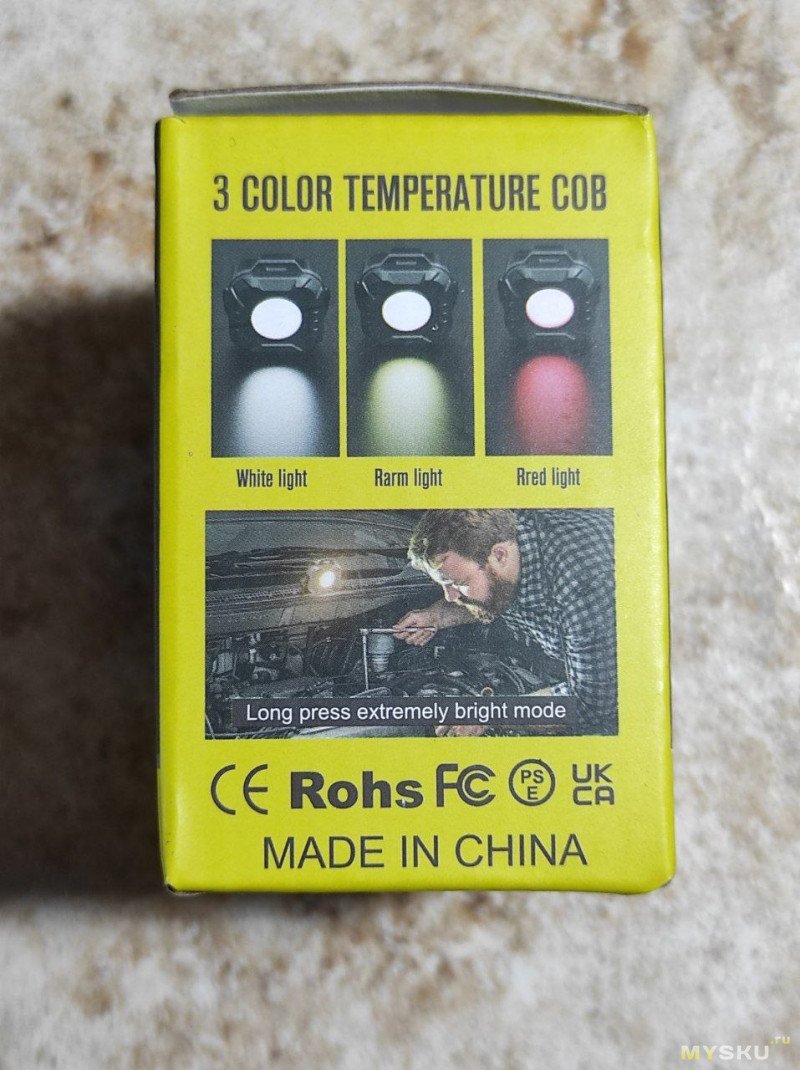 3 COLOR TEMPERATURE COB
White light
Rarm light
Rred light
Long press extremely bright mode
CE Rohs FC PS E UK CA
MADE IN CHINA
MYSKU.ru